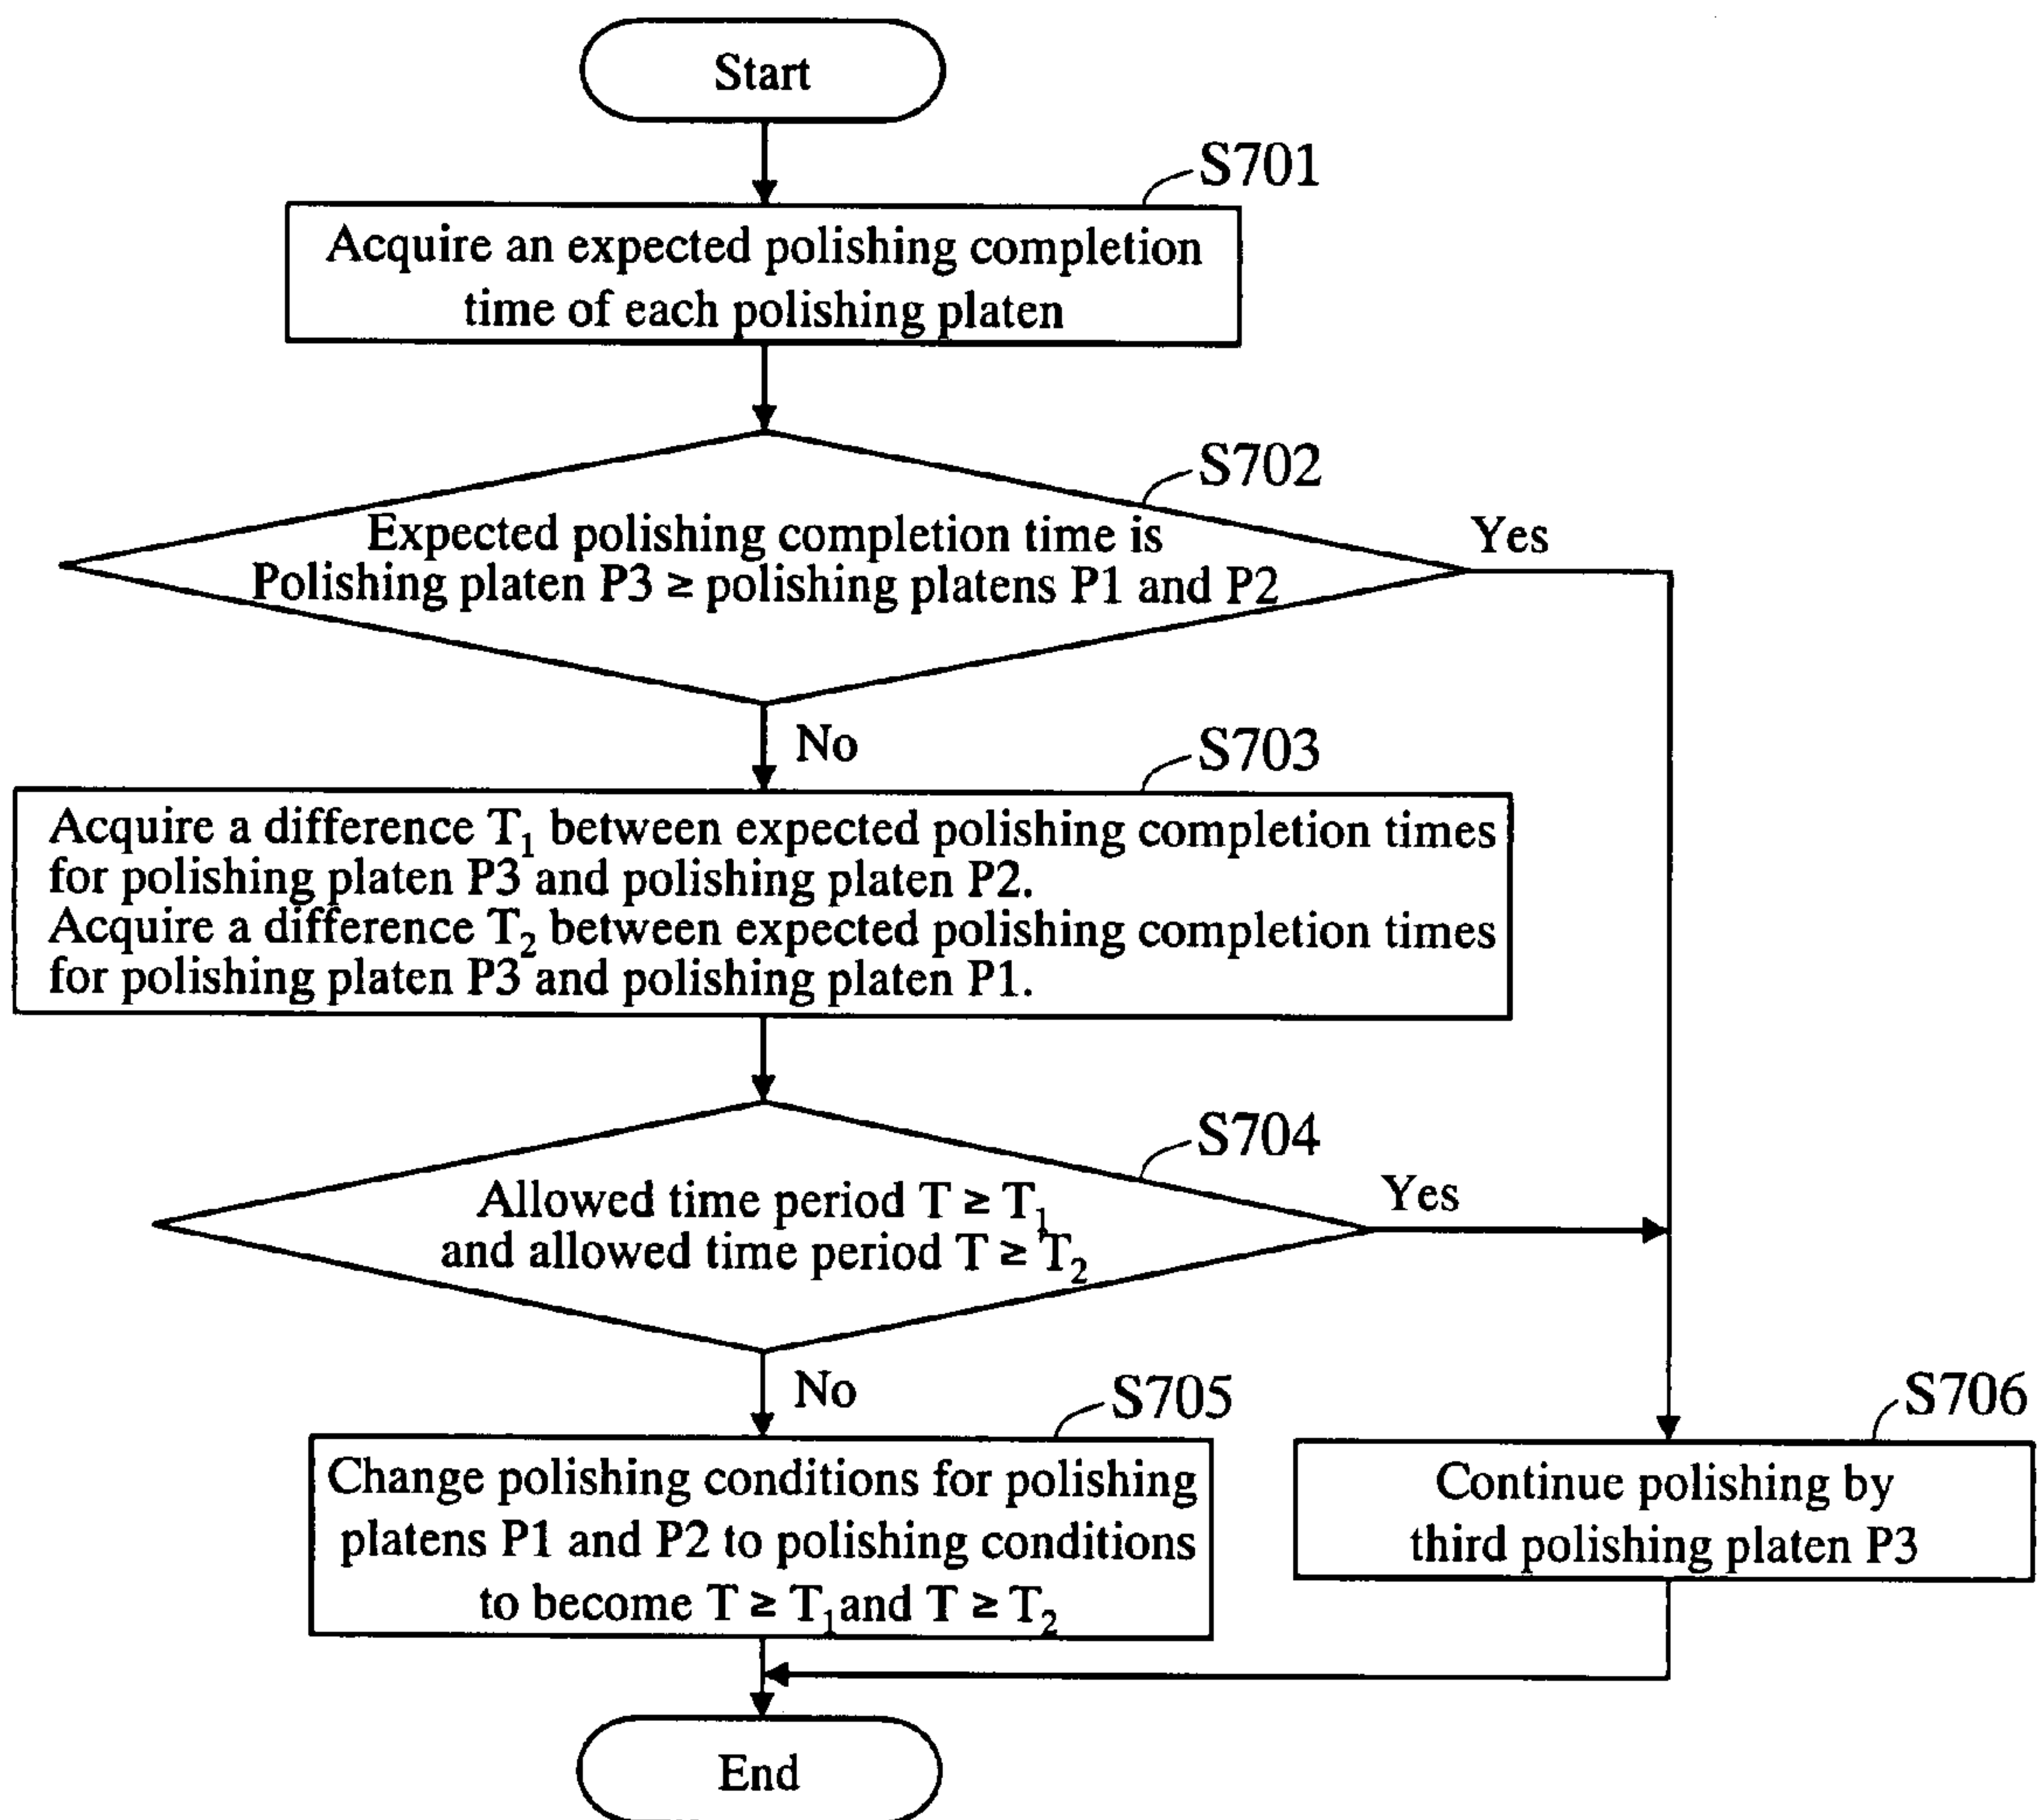 Start
S701
Acquire an expected polishing completion
time of each polishing platen
S702
Expected polishing completion time is
Polishing platen P3 ≥ polishing platens P1 and P2
Yes
No
S703
Acquire a difference T₁ between expected polishing completion times
for polishing platen P3 and polishing platen P2.
Acquire a difference T₂ between expected polishing completion times
for polishing platen P3 and polishing platen P1.
S704
Allowed time period T ≥ T₁
and allowed time period T ≥ T₂
Yes
No
S705
Change polishing conditions for polishing
platens P1 and P2 to polishing conditions
to become T ≥ T₁ and T ≥ T₂
S706
Continue polishing by
third polishing platen P3
End